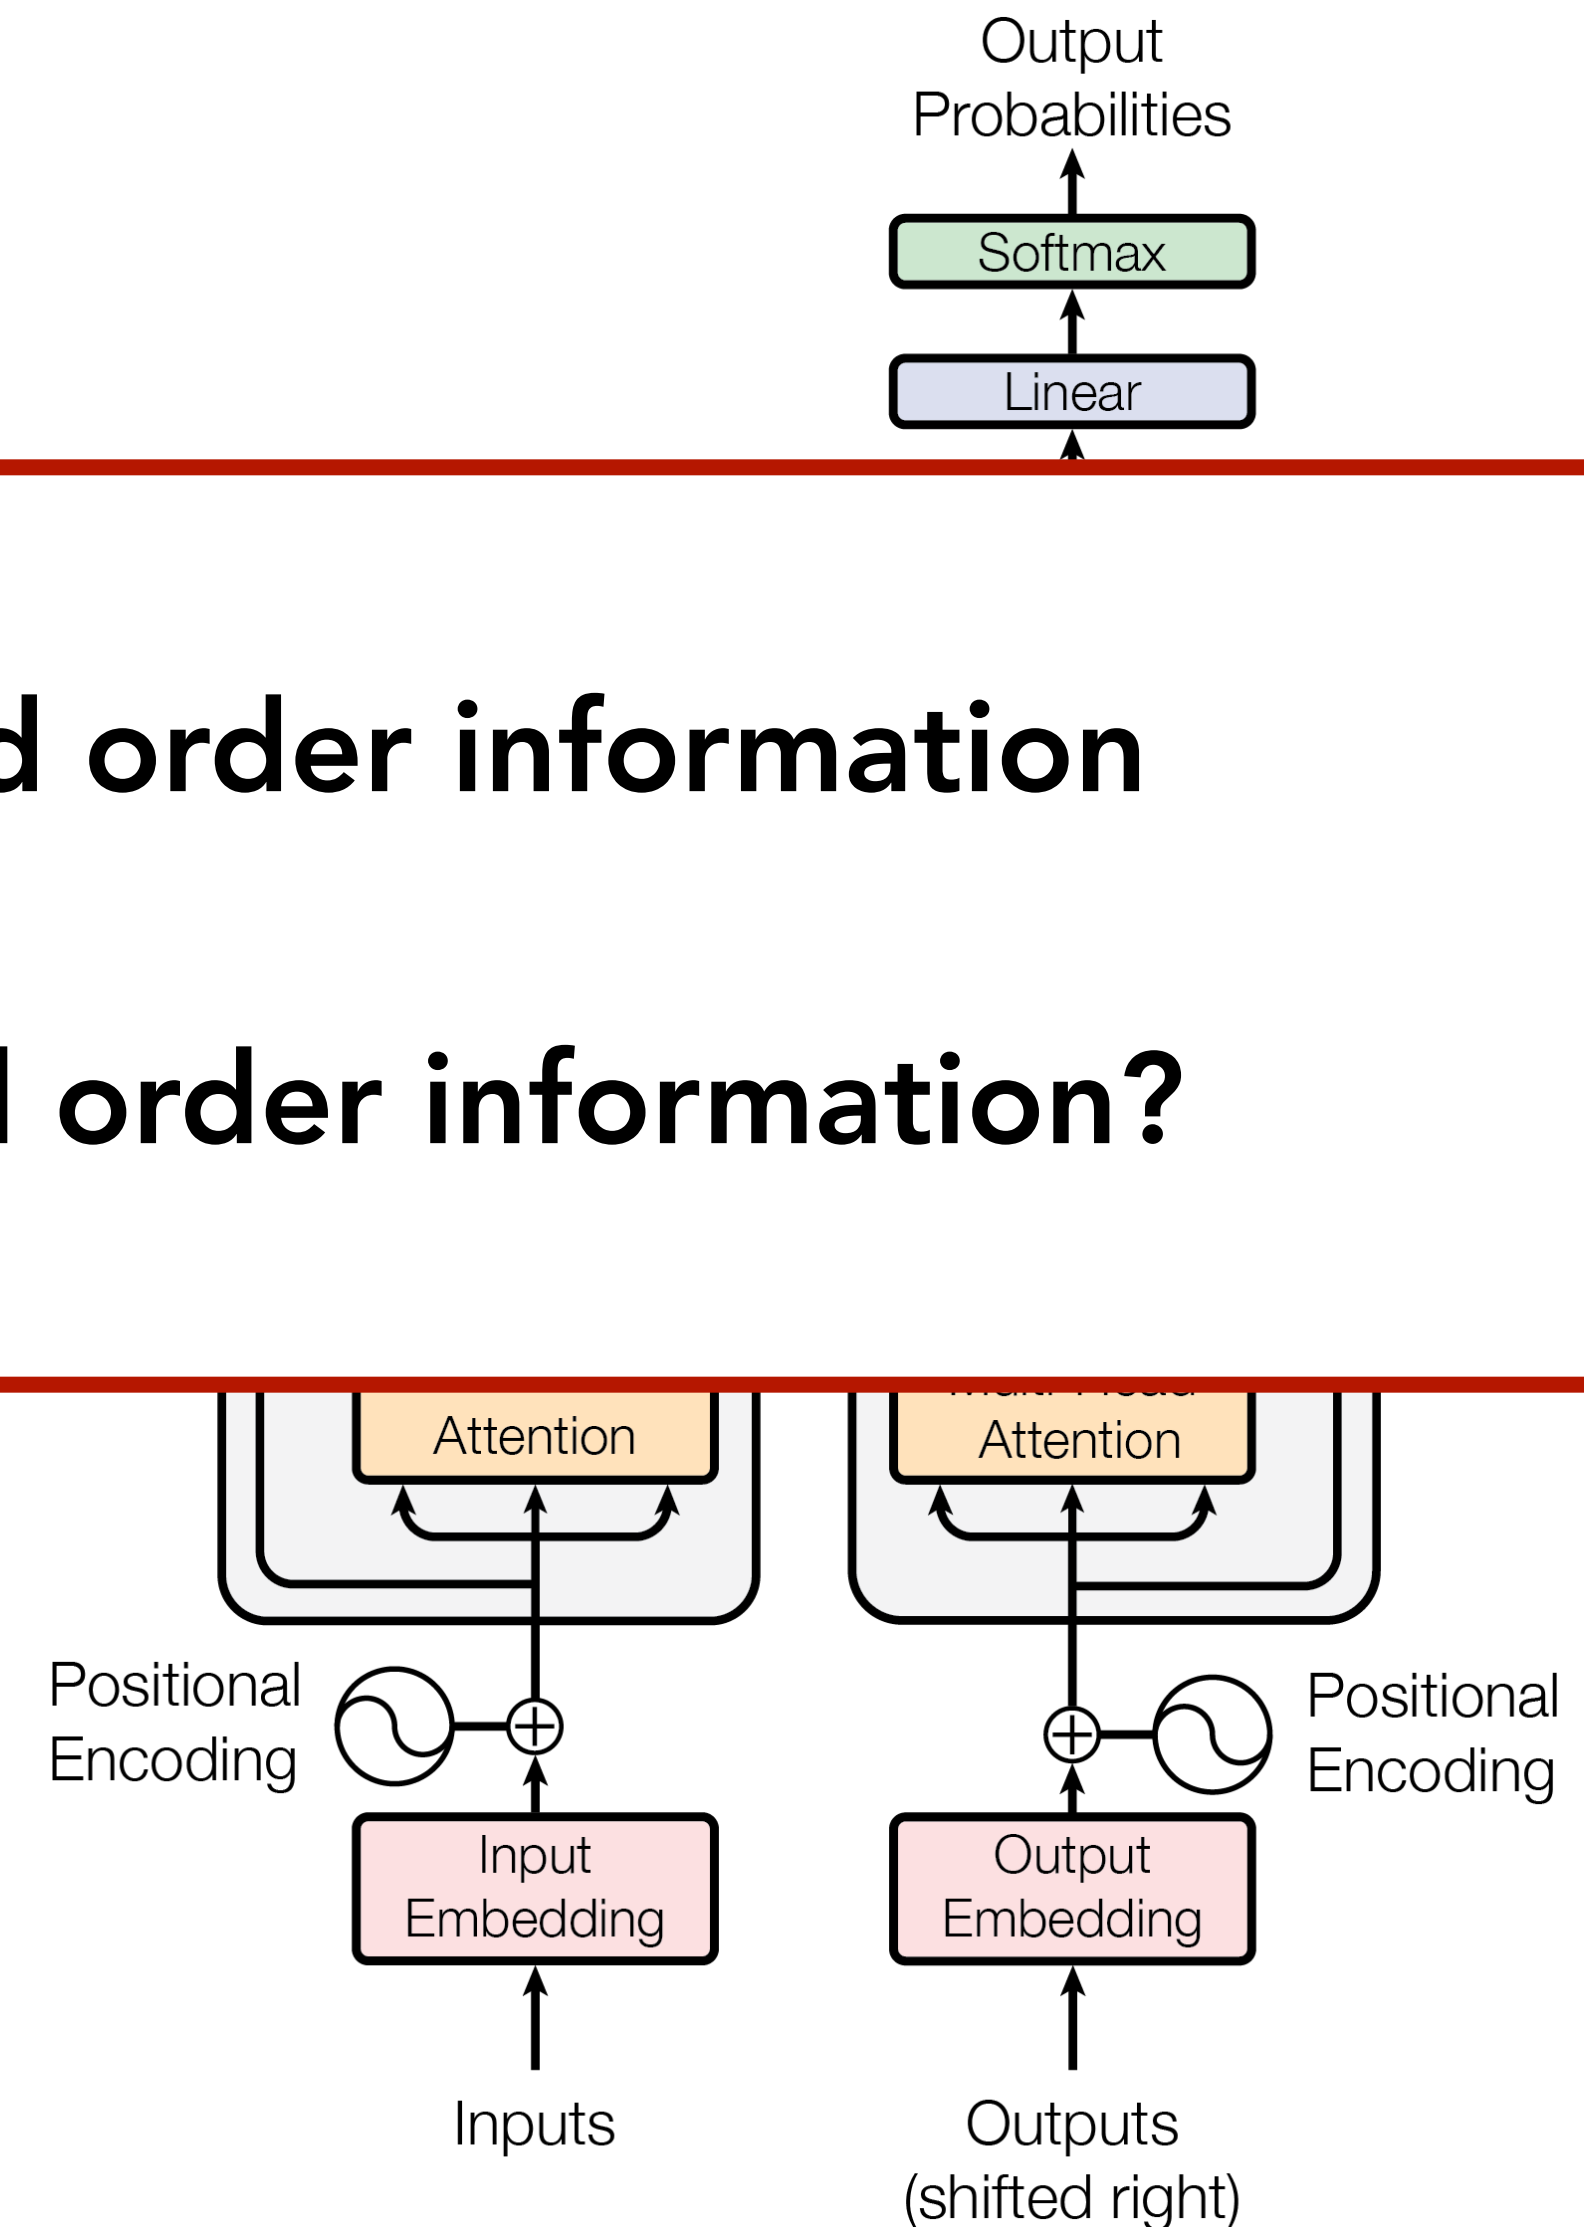 Output
Probabilities
Softmax
Linear
order information
order information?
Attention
Attention
Positional
Encoding
Positional
Encoding
Input
Embedding
Output
Embedding
Inputs
Outputs
(shifted right)